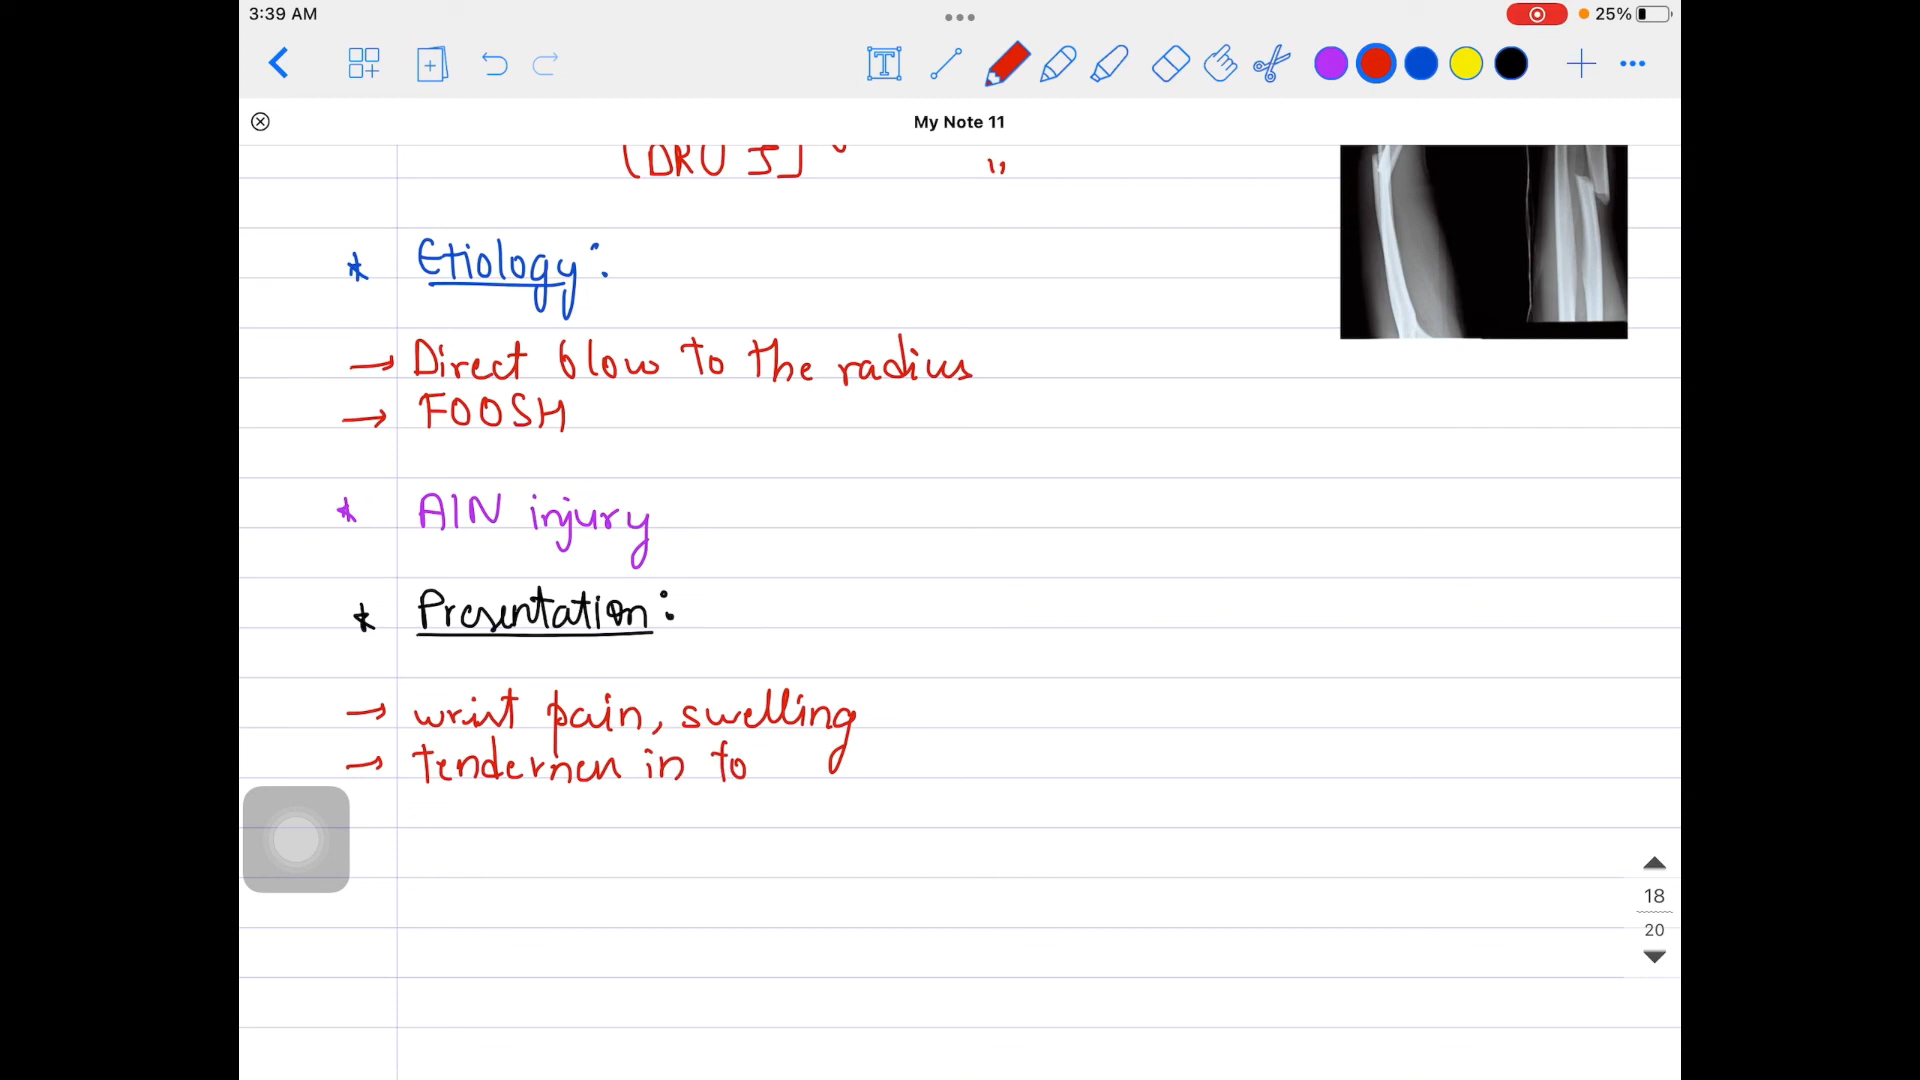 3:39 AM
25%
T
My Note 11
(DRUJ)
* Etiology:
→ Direct blow to the radius
→ FOOSH
* AIN injury
* Presentation:
→ wrist pain, swelling
→ tenderness in to
18
20